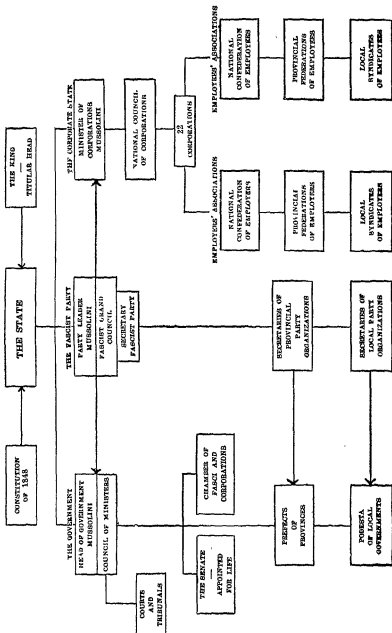 CONSTITUTION
OF 1848
THE STATE
THE KING
—
TITULAR HEAD
THE GOVERNMENT
HEAD OF GOVERNMENT
MUSSOLINI
COUNCIL OF MINISTERS
THE FASCIST PARTY
PARTY LEADER
MUSSOLINI
FASCIST GRAND
COUNCIL
SECRETARY
FASCIST PARTY
THE CORPORATE STATE
MINISTER OF
CORPORATIONS
MUSSOLINI
NATIONAL COUNCIL
OF CORPORATIONS
22
CORPORATIONS
COURTS
AND
TRIBUNALS
THE SENATE
—
APPOINTED
FOR LIFE
CHAMBER OF
FASCI AND
CORPORATIONS
EMPLOYERS' ASSOCIATIONS
EMPLOYERS' ASSOCIATIONS
NATIONAL
CONFEDERATION
OF EMPLOYERS
NATIONAL
CONFEDERATION
OF EMPLOYEES
PREFECTS
OF
PROVINCES
SECRETARIES
OF
PROVINCIAL
PARTY
ORGANIZATIONS
PROVINCIAL
FEDERATIONS
OF EMPLOYERS
PROVINCIAL
FEDERATIONS
OF EMPLOYERS
PODESTA
OF LOCAL
GOVERNMENTS
SECRETARIES
OF
LOCAL PARTY
ORGANIZATIONS
LOCAL
SYNDICATES
OF EMPLOYERS
LOCAL
SYNDICATES
OF EMPLOYEES